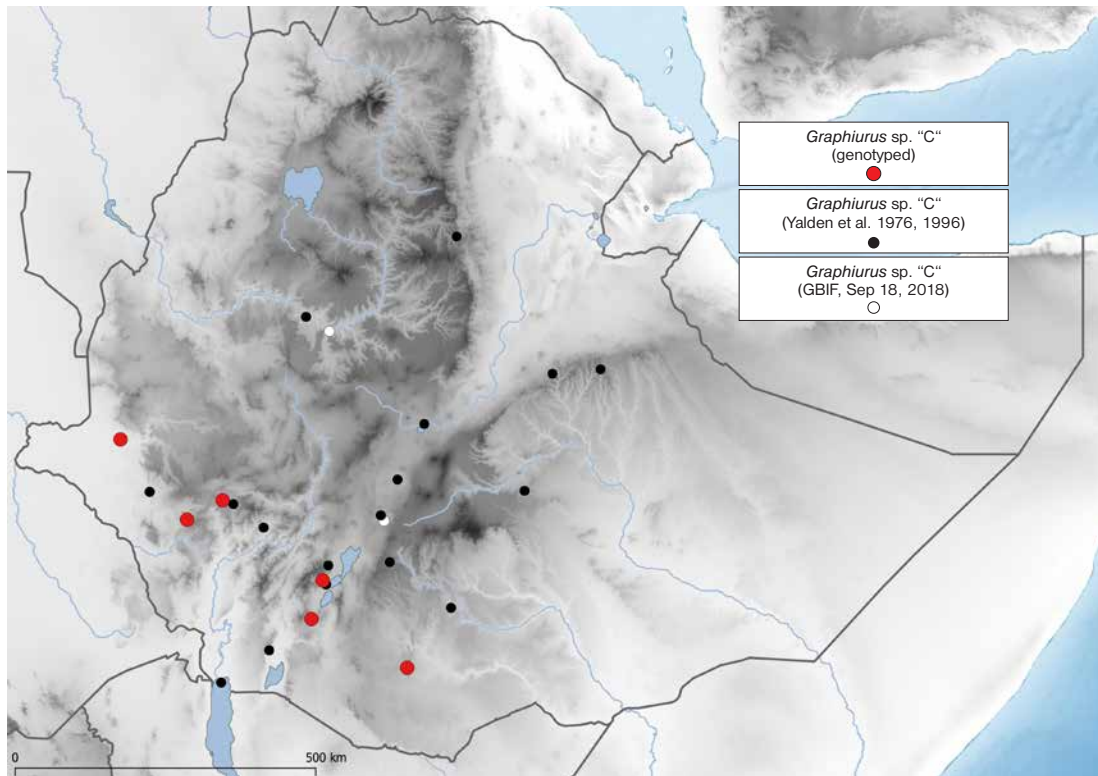 Graphiurus sp. "C“
(genotyped)
Graphiurus sp. "C“
(Yalden et al. 1976, 1996)
Graphiurus sp. "C“
(GBIF, Sep 18, 2018)
0 500 km